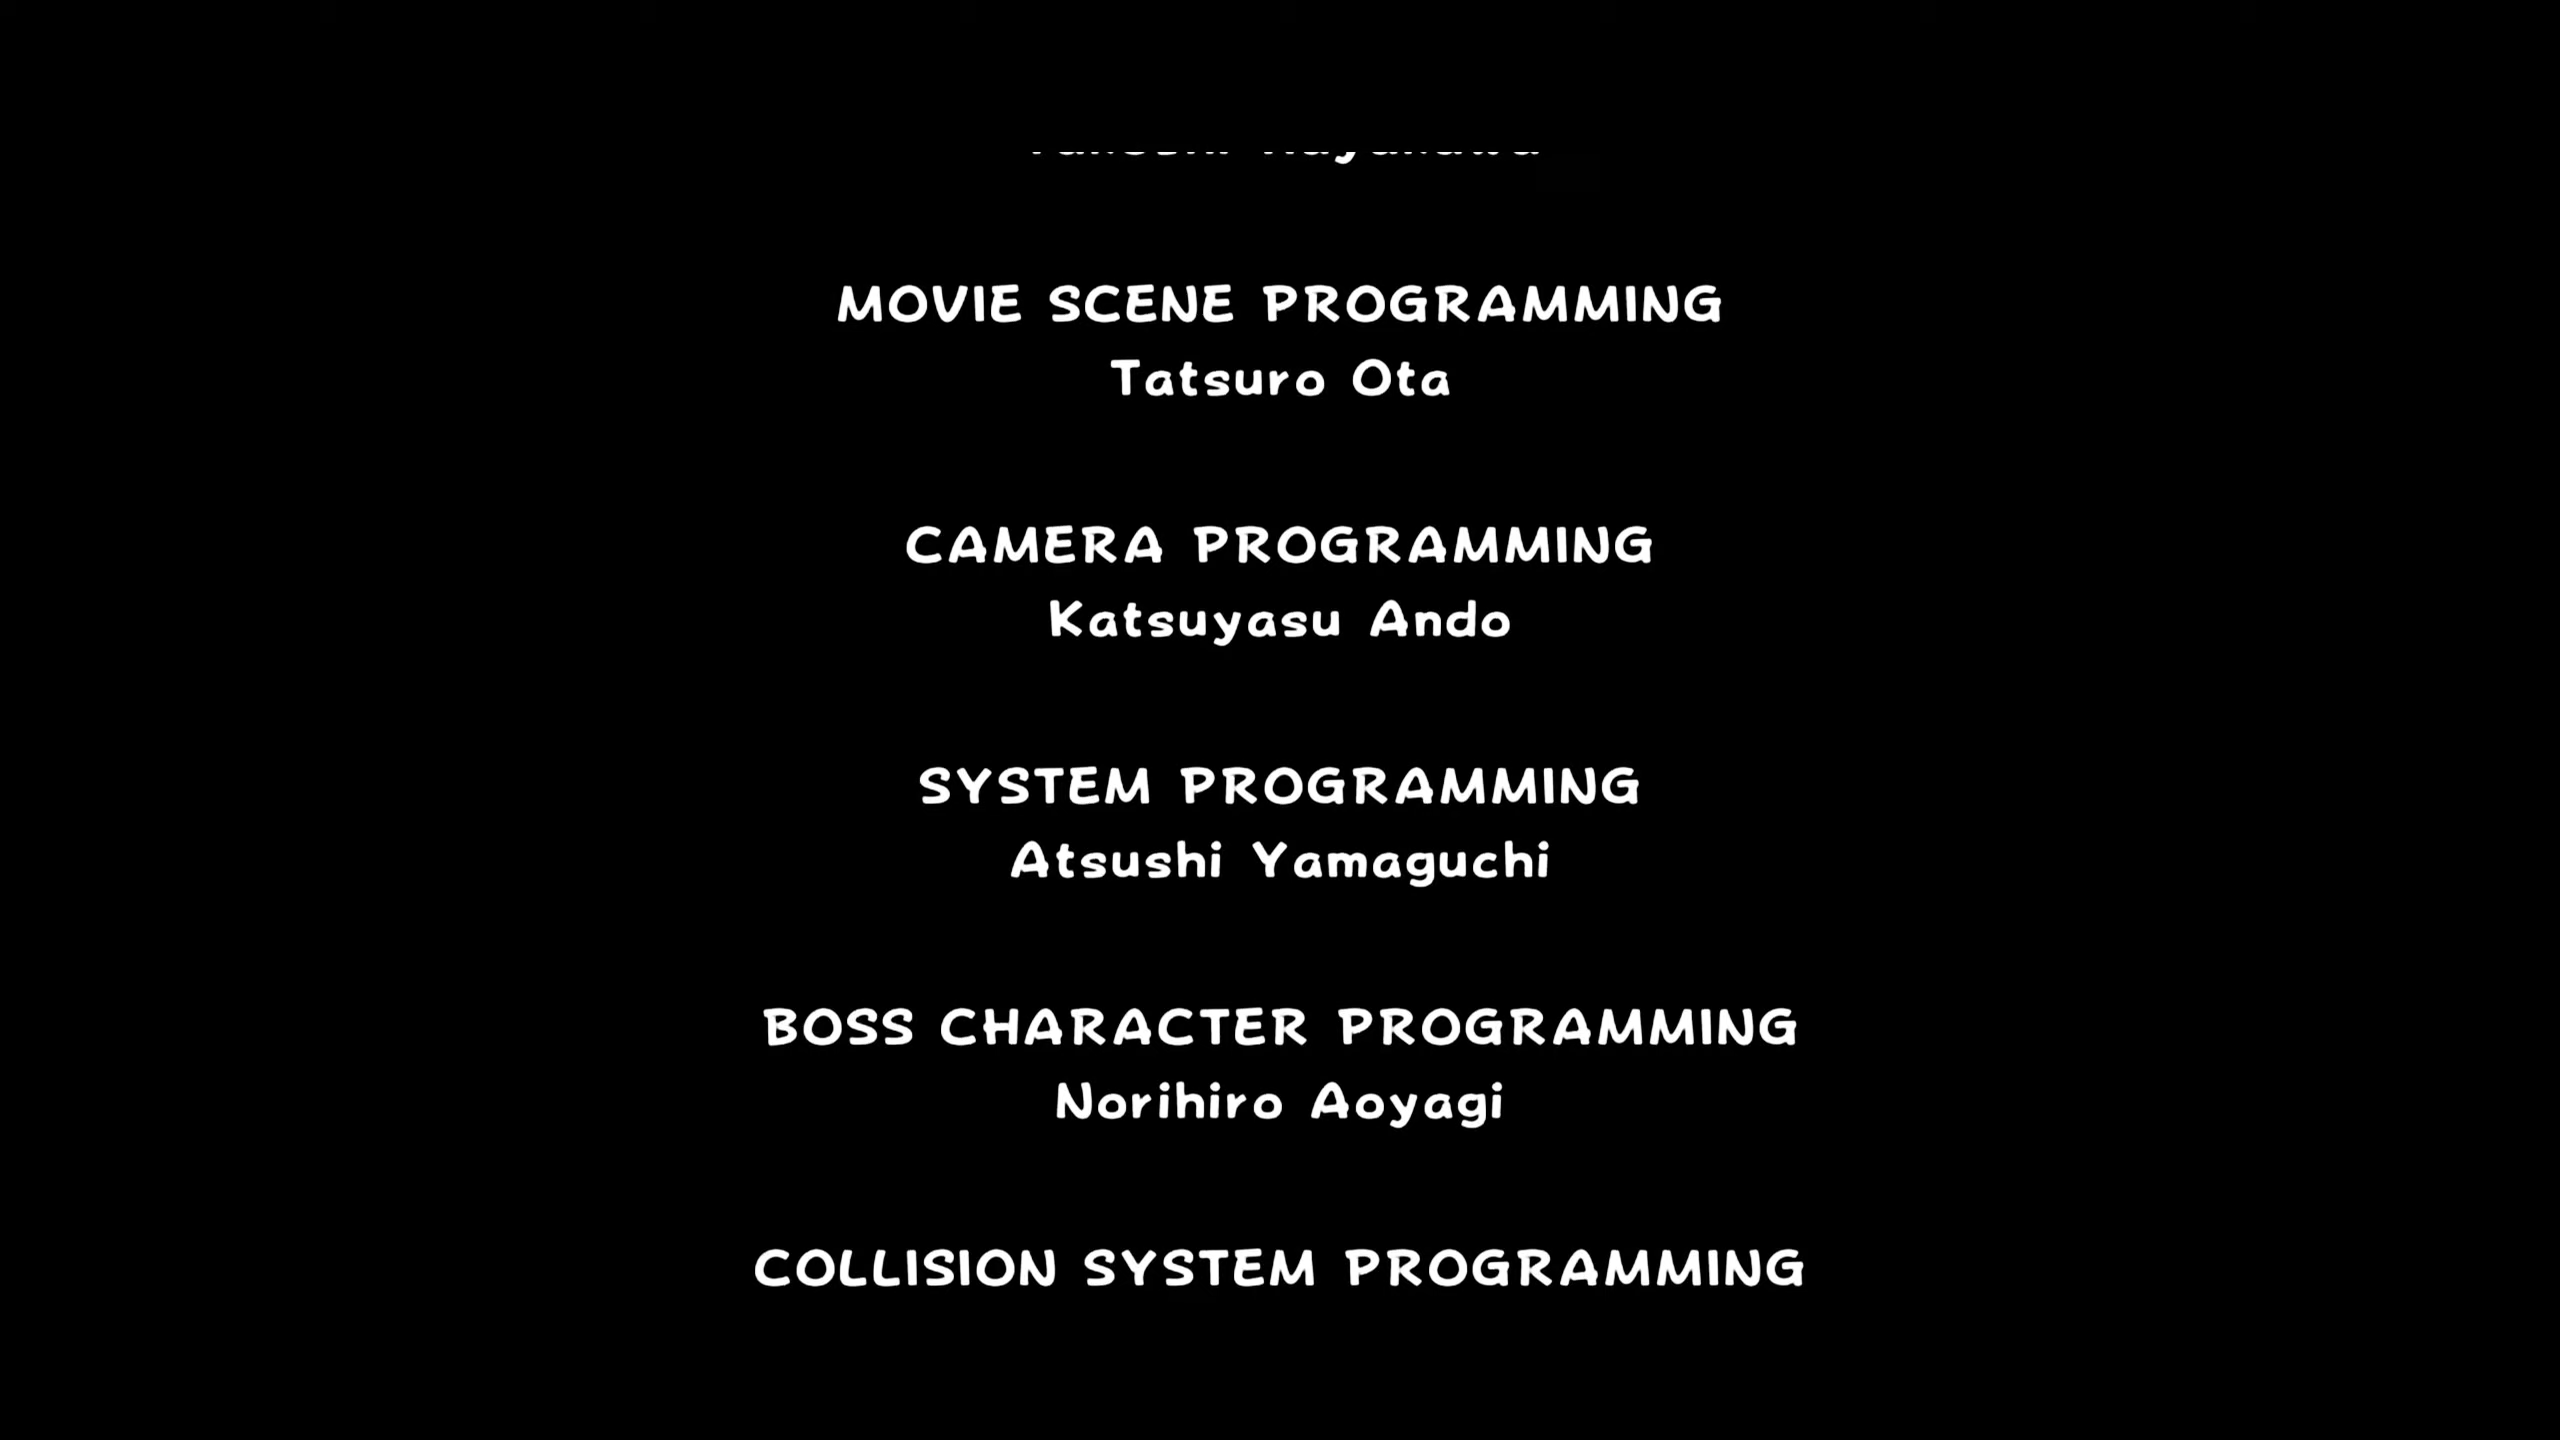 MOVIE SCENE PROGRAMMING
Tatsuro Ota
CAMERA PROGRAMMING
Katsuyasu Ando
SYSTEM PROGRAMMING
Atsushi Yamaguchi
BOSS CHARACTER PROGRAMMING
Norihiro Aoyagi
COLLISION SYSTEM PROGRAMMING